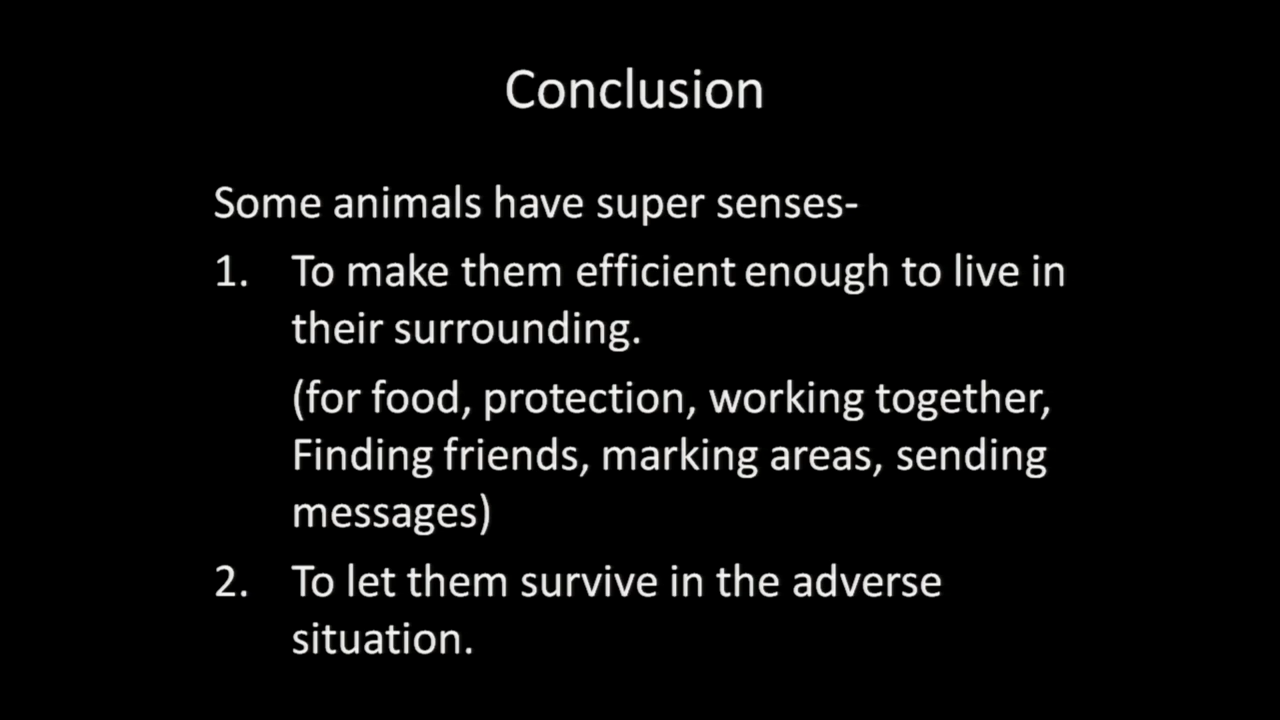 Conclusion
Some animals have super senses-
1. To make them efficient enough to live in
their surrounding.
(for food, protection, working together,
Finding friends, marking areas, sending
messages)
2. To let them survive in the adverse
situation.